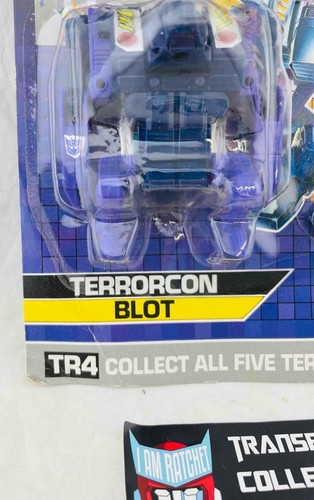 TERRORCON
BLOT
TR4 COLLECT ALL FIVE TER
I AM RATCHET
TRANSF
COLLE